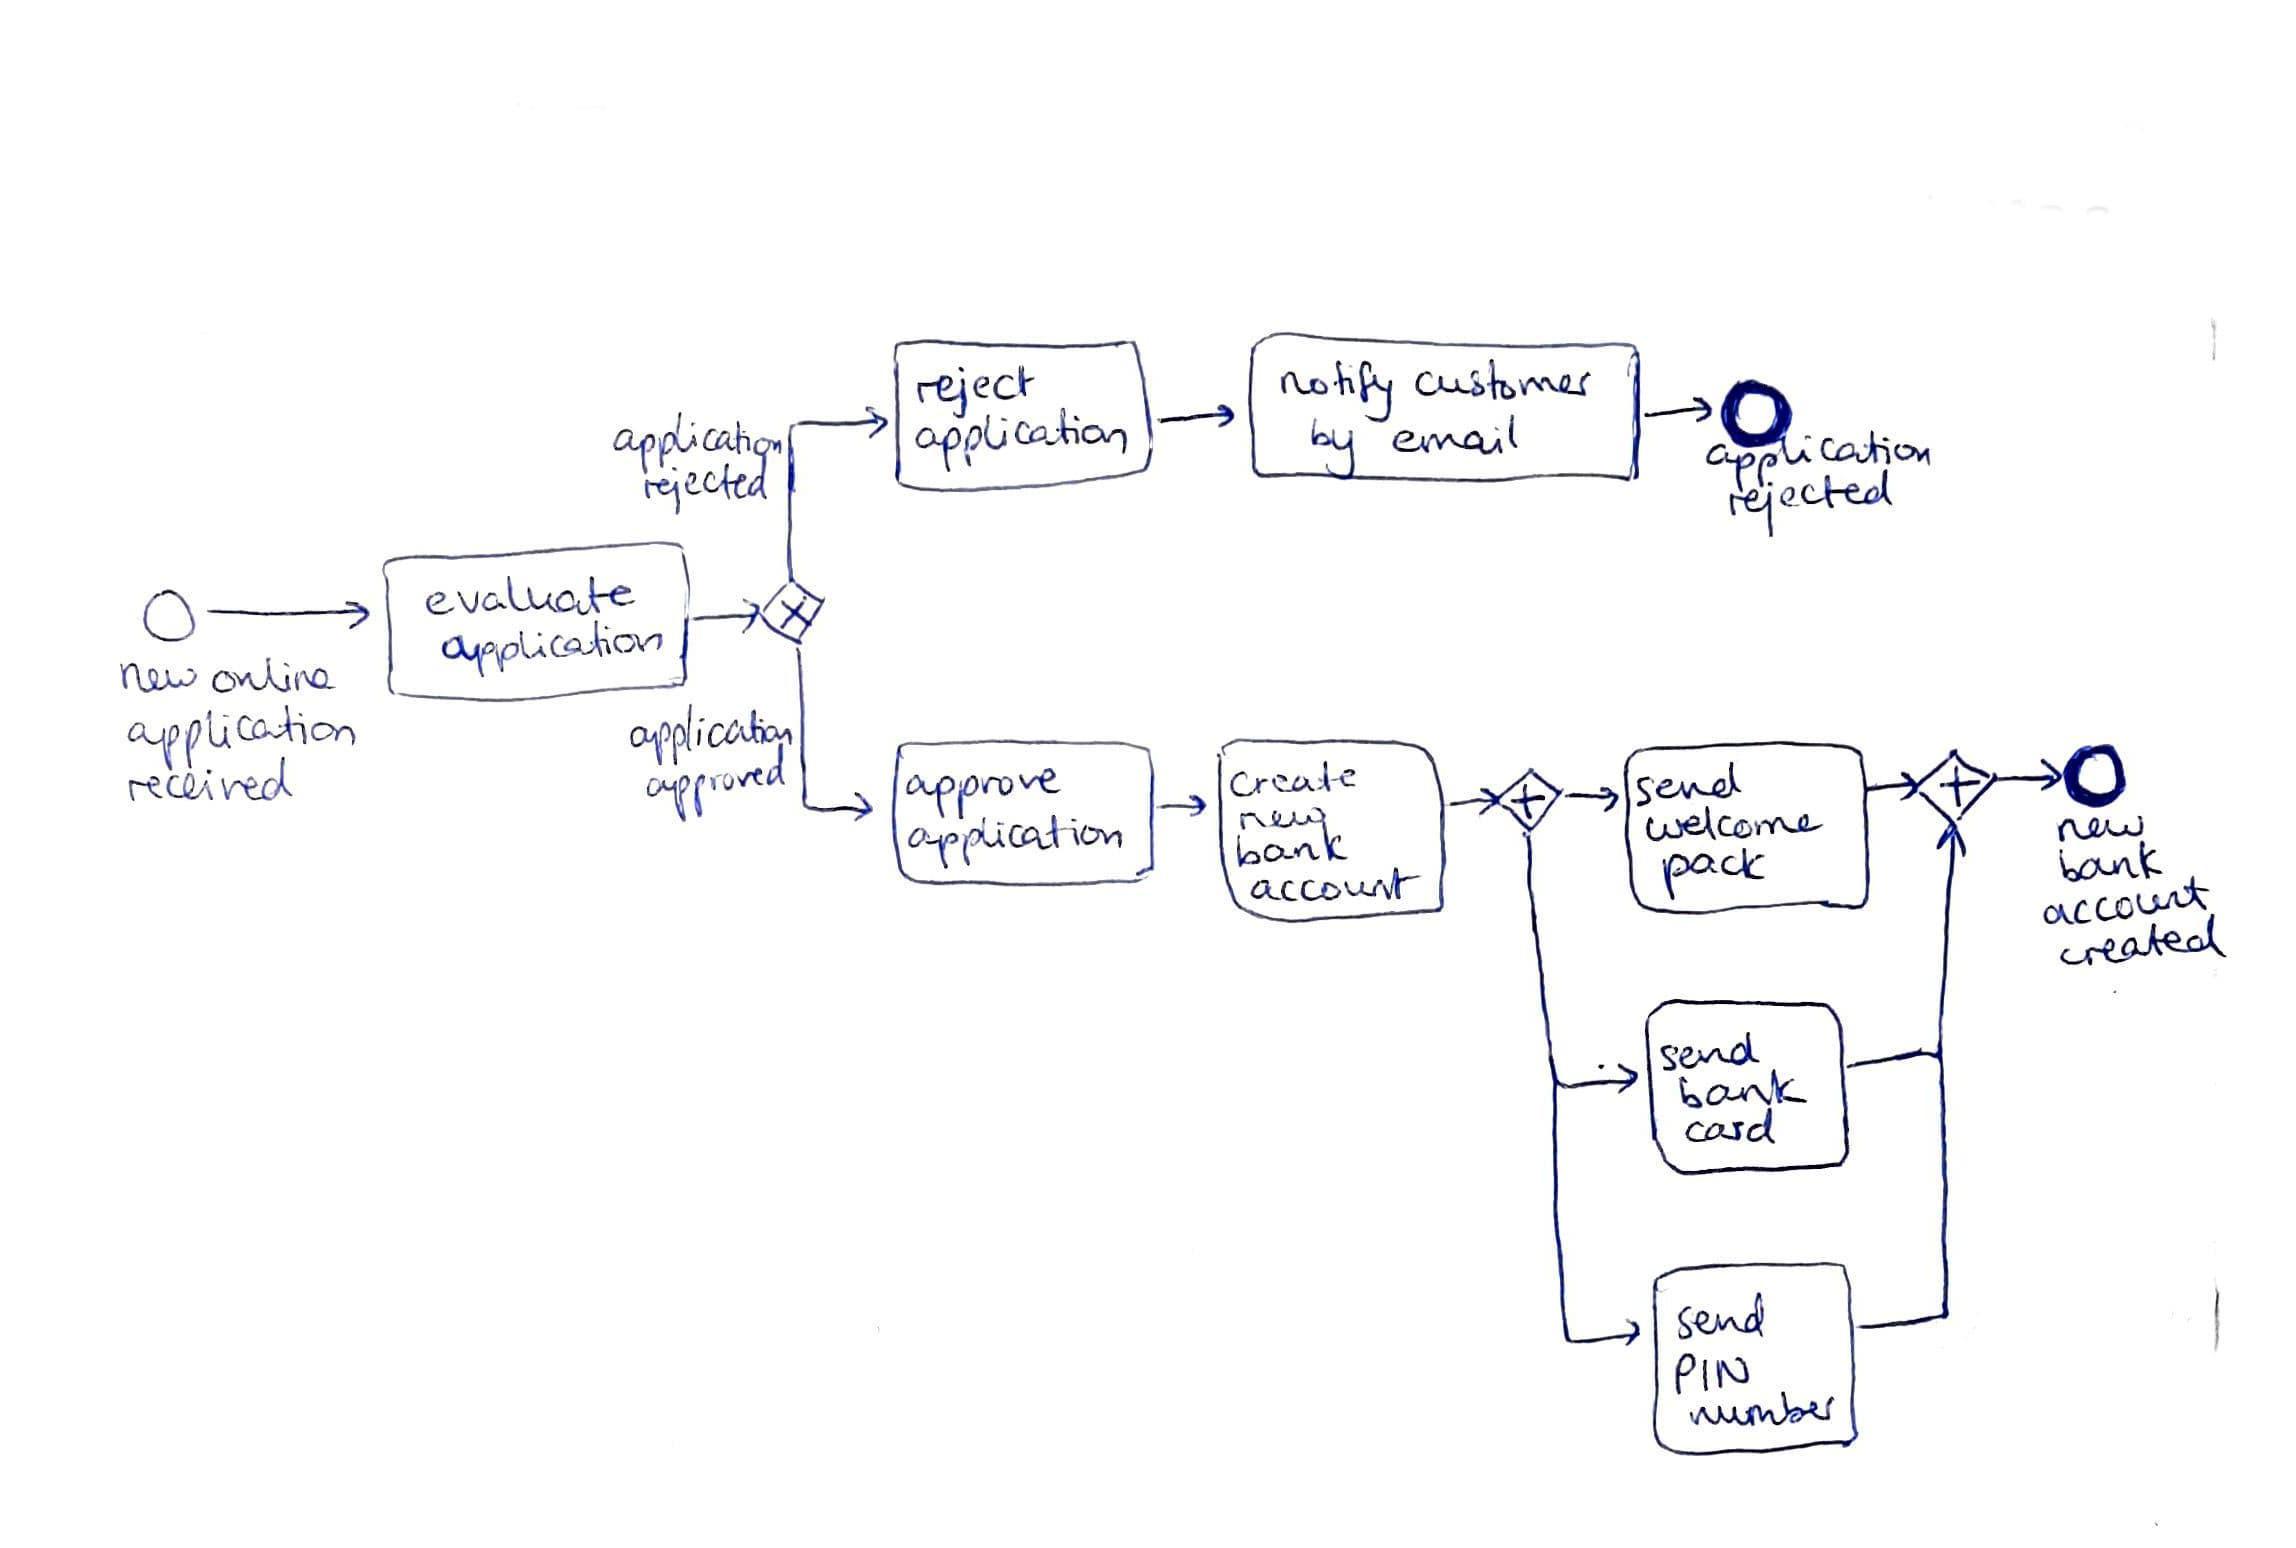 reject
application
notify customer
by email
application
rejected
application
rejected
evaluate
application
new online
application
received
application
approved
approve
application
create
new
bank
account
send
welcome
pack
new
bank
account
created
send
bank
card
send
PIN
number